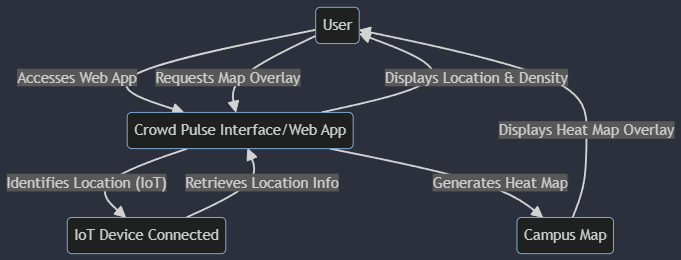 User
Accesses Web App
Requests Map Overlay
Displays Location & Density
Crowd Pulse Interface/Web App
Displays Heat Map Overlay
Identifies Location (IoT)
Retrieves Location Info
Generates Heat Map
IoT Device Connected
Campus Map